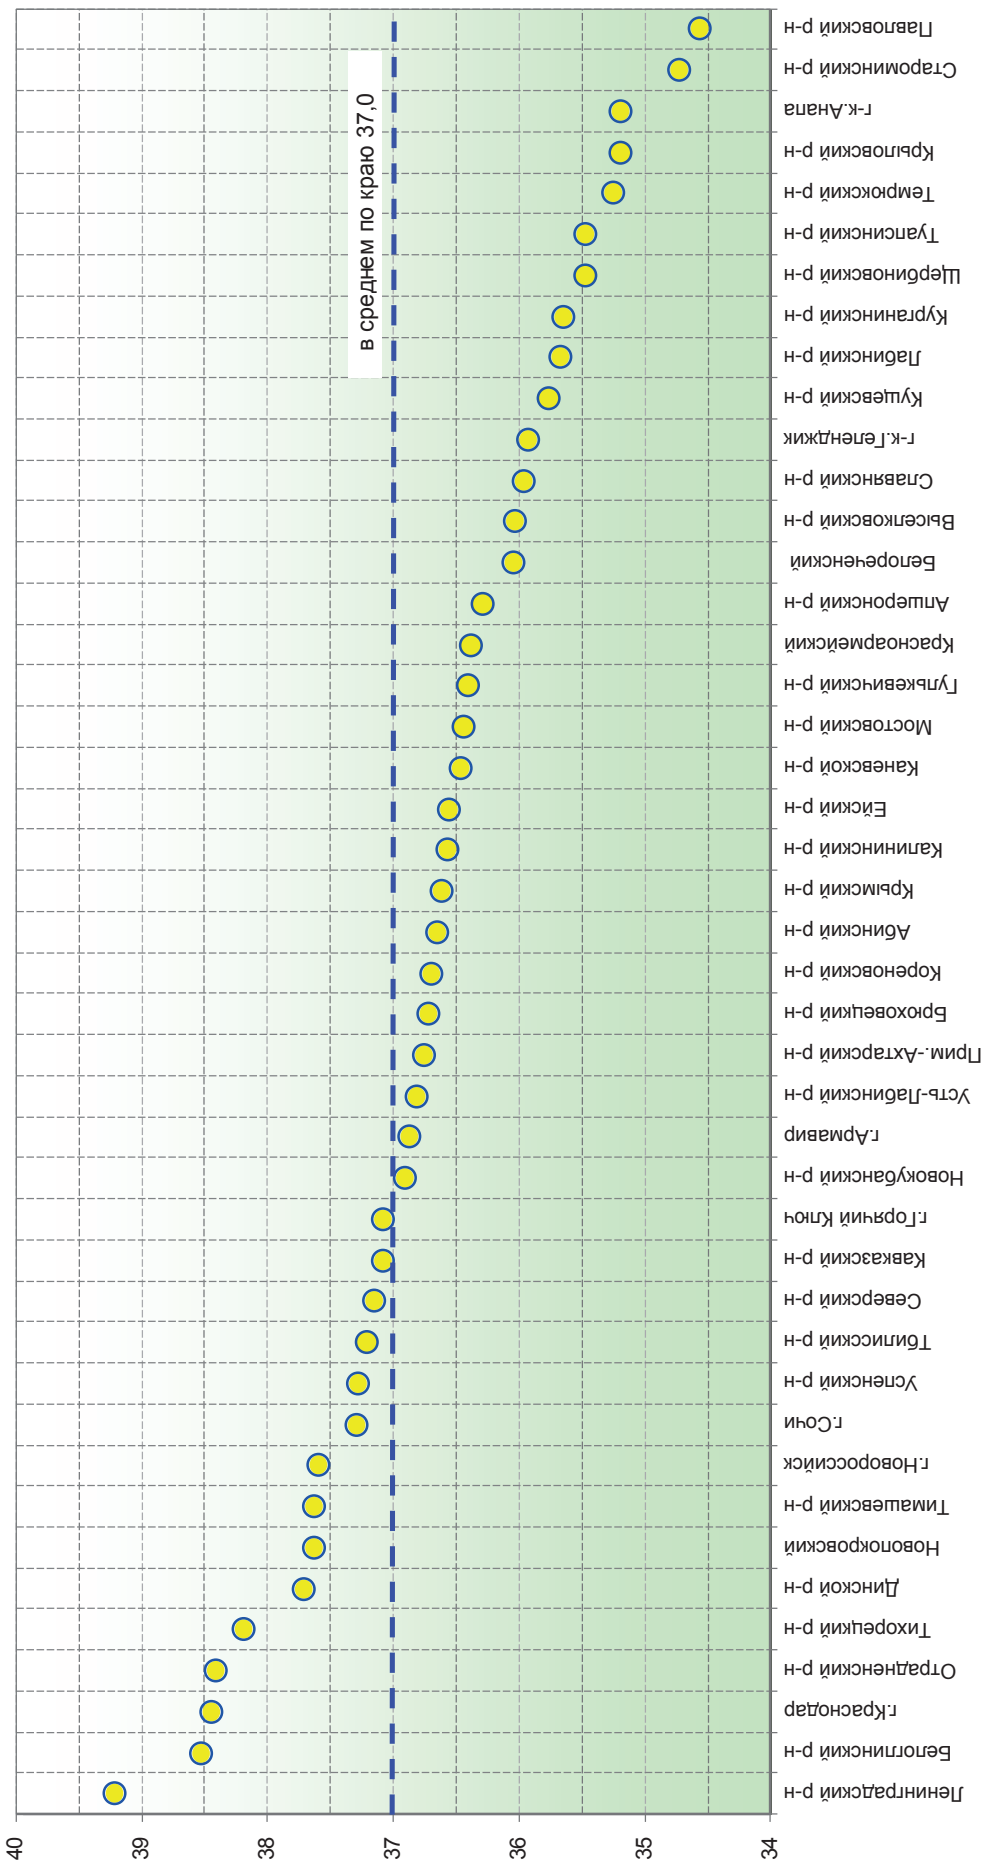 40
39
38
37
36
35
34
в среднем по краю 37,0
Ленинградский р-н
Белоглинский р-н
г.Краснодар
Отрадненский р-н
Тихорецкий р-н
Динской р-н
Новопокровский
Тимашевский р-н
г.Новороссийск
г.Сочи
Успенский р-н
Тбилисский р-н
Северский р-н
Кавказский р-н
г.Горячий Ключ
Новокубанский р-н
г.Армавир
Усть-Лабинский р-н
Прим.-Ахтарский р-н
Брюховецкий р-н
Кореновский р-н
Абинский р-н
Крымский р-н
Калининский р-н
Ейский р-н
Каневской р-н
Мостовский р-н
Гулькевичский р-н
Красноармейский
Апшеронский р-н
Белореченский
Выселковский р-н
Славянский р-н
г-к.Геленджик
Кущевский р-н
Лабинский р-н
Курганинский р-н
Щербиновский р-н
Туапсинский р-н
Темрюкский р-н
Крыловский р-н
г-к.Анапа
Староминский р-н
Павловский р-н